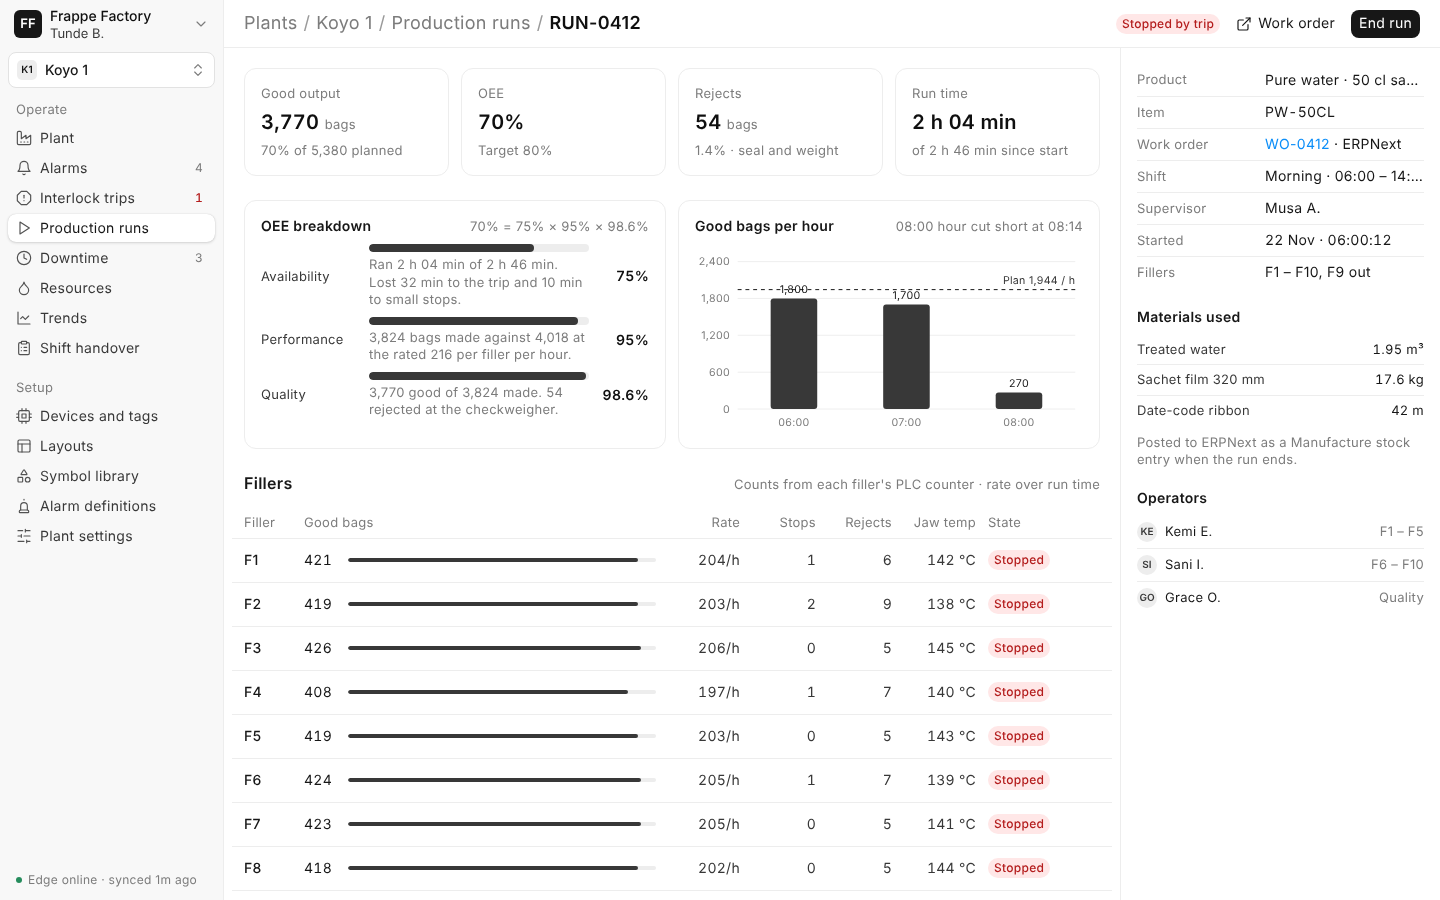 FF
Frappe Factory
Tunde B.
K1 Koyo 1
Operate
Plant
Alarms 4
Interlock trips 1
Production runs
Downtime 3
Resources
Trends
Shift handover
Setup
Devices and tags
Layouts
Symbol library
Alarm definitions
Plant settings
Edge online · synced 1m ago
Plants / Koyo 1 / Production runs / RUN-0412
Stopped by trip
Work order
End run
Good output
3,770 bags
70% of 5,380 planned
OEE
70%
Target 80%
Rejects
54 bags
1.4% · seal and weight
Run time
2 h 04 min
of 2 h 46 min since start
OEE breakdown 70% = 75% × 95% × 98.6%
Availability
Ran 2 h 04 min of 2 h 46 min.
Lost 32 min to the trip and 10 min
to small stops.
75%
Performance
3,824 bags made against 4,018 at
the rated 216 per filler per hour.
95%
Quality
3,770 good of 3,824 made. 54
rejected at the checkweigher.
98.6%
Good bags per hour 08:00 hour cut short at 08:14
2,400
1,800
1,200
600
0
Plan 1,944 / h
1,800
1,700
270
06:00 07:00 08:00
Fillers Counts from each filler's PLC counter · rate over run time
Filler Good bags Rate Stops Rejects Jaw temp State
F1 421 204/h 1 6 142 °C Stopped
F2 419 203/h 2 9 138 °C Stopped
F3 426 206/h 0 5 145 °C Stopped
F4 408 197/h 1 7 140 °C Stopped
F5 419 203/h 0 5 143 °C Stopped
F6 424 205/h 1 7 139 °C Stopped
F7 423 205/h 0 5 141 °C Stopped
F8 418 202/h 0 5 144 °C Stopped
Product Pure water · 50 cl sa…
Item PW-50CL
Work order WO-0412 · ERPNext
Shift Morning · 06:00 – 14:…
Supervisor Musa A.
Started 22 Nov · 06:00:12
Fillers F1 – F10, F9 out
Materials used
Treated water 1.95 m³
Sachet film 320 mm 17.6 kg
Date-code ribbon 42 m
Posted to ERPNext as a Manufacture stock
entry when the run ends.
Operators
KE Kemi E. F1 – F5
SI Sani I. F6 – F10
GO Grace O. Quality